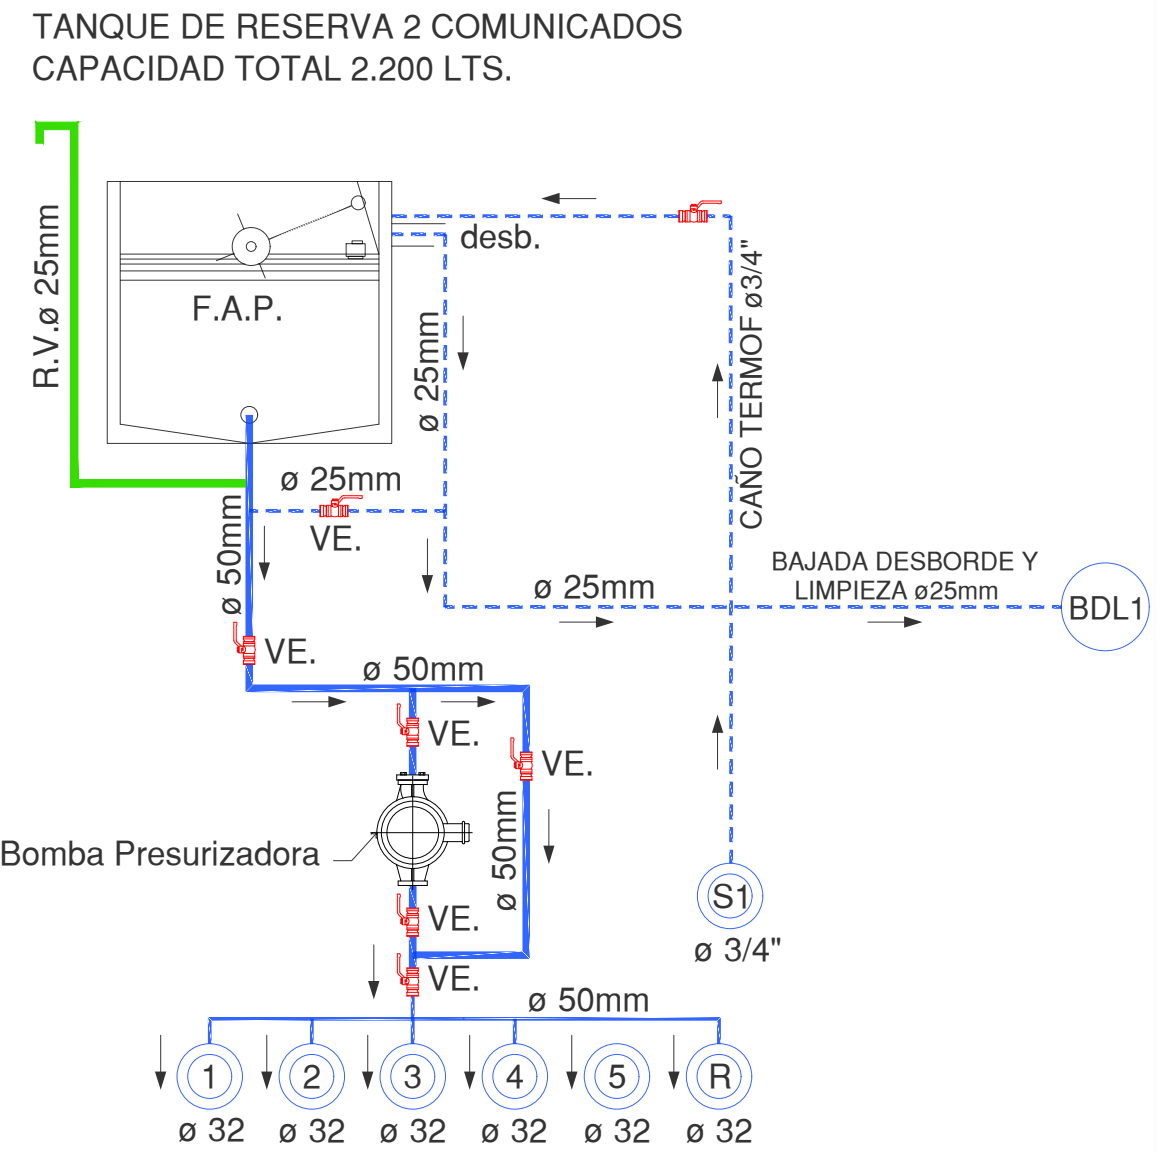 TANQUE DE RESERVA 2 COMUNICADOS
CAPACIDAD TOTAL 2.200 LTS.
R.V.ø 25mm
desb.
F.A.P.
ø 25mm
CAÑO TERMOF ø3/4"
ø 25mm
VE.
ø 50mm
BAJADA DESBORDE Y
LIMPIEZA ø25mm
ø 25mm
BDL1
VE.
ø 50mm
VE.
VE.
ø 50mm
Bomba Presurizadora
S1
ø 3/4"
VE.
VE.
ø 50mm
1
2
3
4
5
R
ø 32
ø 32
ø 32
ø 32
ø 32
ø 32